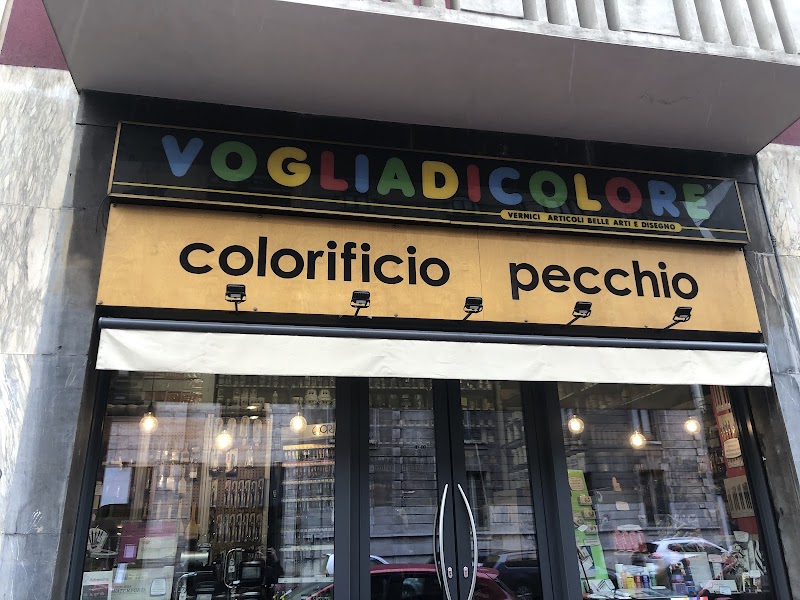 VOGLIADICOLORE
VERNICI ARTICOLI BELLE ARTI E DISEGNO
colorificio pecchio